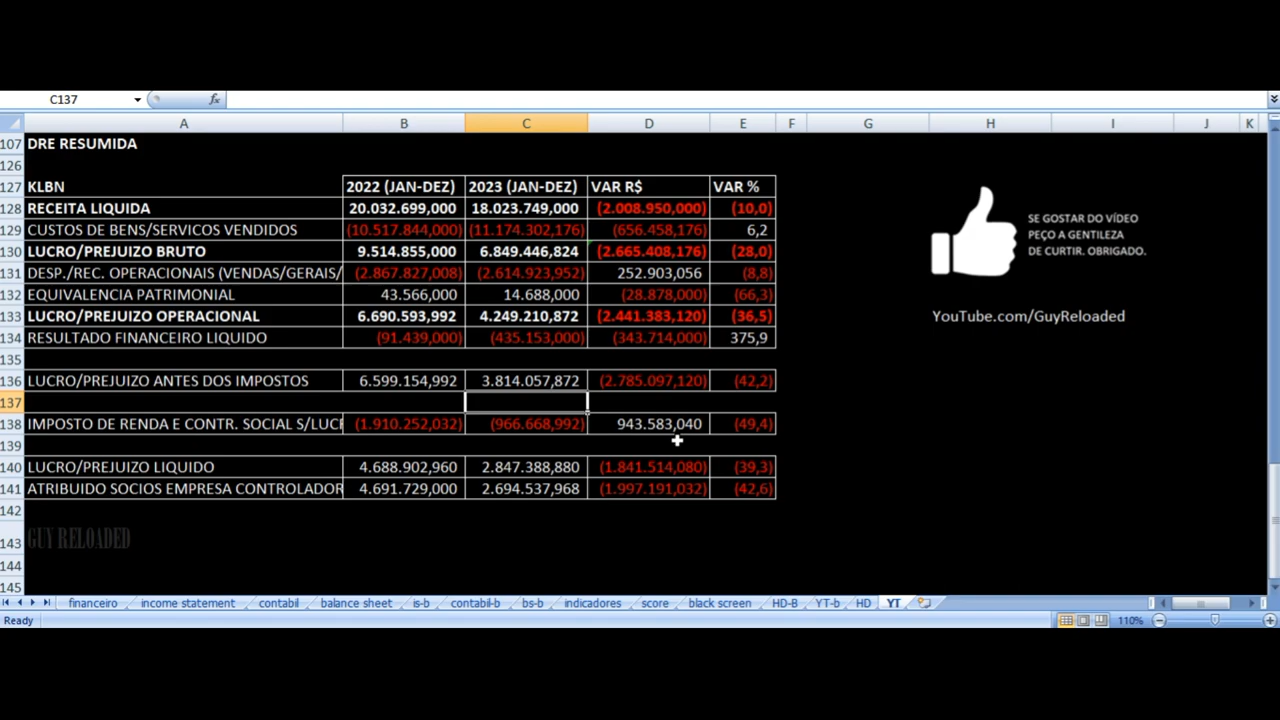 C137 fx
A B C D E F G H I J K
107 DRE RESUMIDA
126
127 KLBN 2022 (JAN-DEZ) 2023 (JAN-DEZ) VAR R$ VAR %
128 RECEITA LIQUIDA 20.032.699,000 18.023.749,000 (2.008.950,000) (10,0)
129 CUSTOS DE BENS/SERVICOS VENDIDOS (10.517.844,000) (11.174.302,176) (656.458,176) 6,2
130 LUCRO/PREJUIZO BRUTO 9.514.855,000 6.849.446,824 (2.665.408,176) (28,0)
131 DESP./REC. OPERACIONAIS (VENDAS/GERAIS/ (2.867.827,008) (2.614.923,952) 252.903,056 (8,8)
132 EQUIVALENCIA PATRIMONIAL 43.566,000 14.688,000 (28.878,000) (66,3)
133 LUCRO/PREJUIZO OPERACIONAL 6.690.593,992 4.249.210,872 (2.441.383,120) (36,5)
134 RESULTADO FINANCEIRO LIQUIDO (91.439,000) (435.153,000) (343.714,000) 375,9
135
136 LUCRO/PREJUIZO ANTES DOS IMPOSTOS 6.599.154,992 3.814.057,872 (2.785.097,120) (42,2)
137
138 IMPOSTO DE RENDA E CONTR. SOCIAL S/LUCR (1.910.252,032) (966.668,992) 943.583,040 (49,4)
139
140 LUCRO/PREJUIZO LIQUIDO 4.688.902,960 2.847.388,880 (1.841.514,080) (39,3)
141 ATRIBUIDO SOCIOS EMPRESA CONTROLADOR 4.691.729,000 2.694.537,968 (1.997.191,032) (42,6)
142
143 GUY RELOADED
144
145
SE GOSTAR DO VÍDEO
PEÇO A GENTILEZA
DE CURTIR. OBRIGADO.
YouTube.com/GuyReloaded
financeiro income statement contabil balance sheet is-b contabil-b bs-b indicadores score black screen HD-B YT-b HD YT
Ready 110%